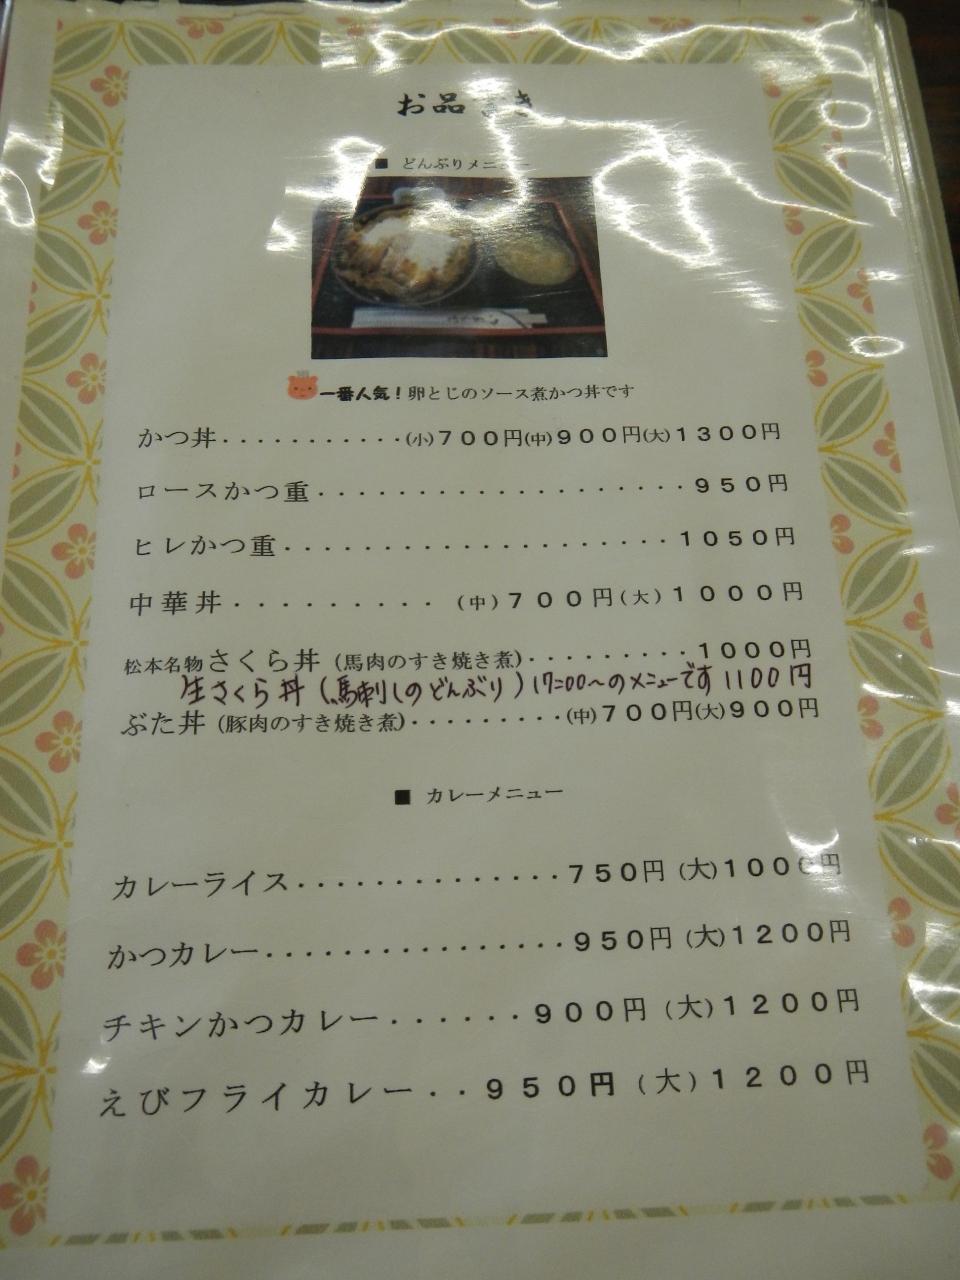 お品書き
■ どんぶりメニュー
一番人気!卵とじのソース煮かつ丼です
かつ丼...........(小)700円(中)900円(大)1300円
ロースかつ重....................950円
ヒレかつ重.....................1050円
中華丼.......... (中)700円(大)1000円
松本名物さくら丼 (馬肉のすき焼き煮)..........1000円
生さくら丼 (馬刺しのどんぶり) 17:00〜のメニューです 1100円
ぶた丼 (豚肉のすき焼き煮).........(中)700円(大)900円
■ カレーメニュー
カレーライス..............750円 (大)1000円
かつカレー................950円 (大)1200円
チキンかつカレー......900円 (大)1200円
えびフライカレー..950円 (大)1200円